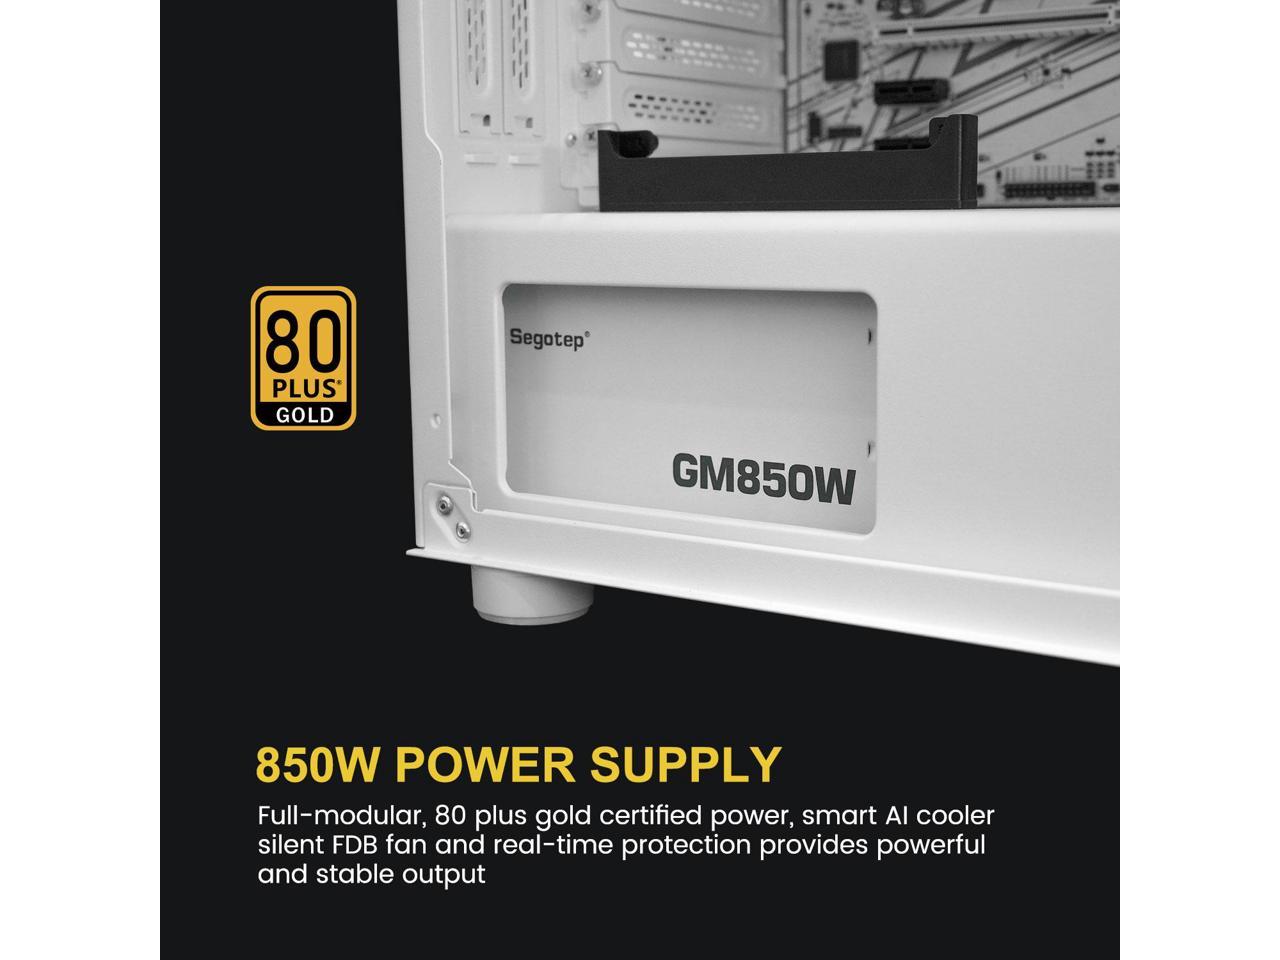 Segotep®
80
PLUS®
GOLD
GM850W
850W POWER SUPPLY
Full-modular, 80 plus gold certified power, smart AI cooler
silent FDB fan and real-time protection provides powerful
and stable output